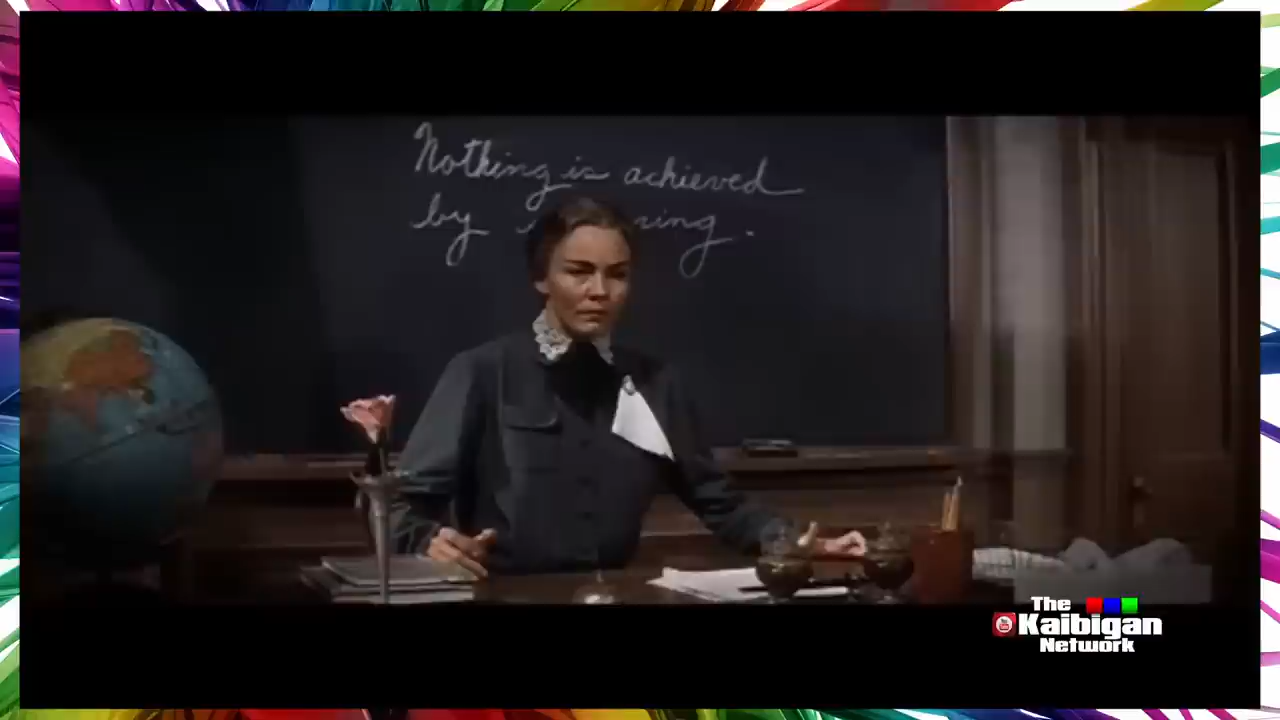 Nothing is achieved
by
The
Kaibigan
Network